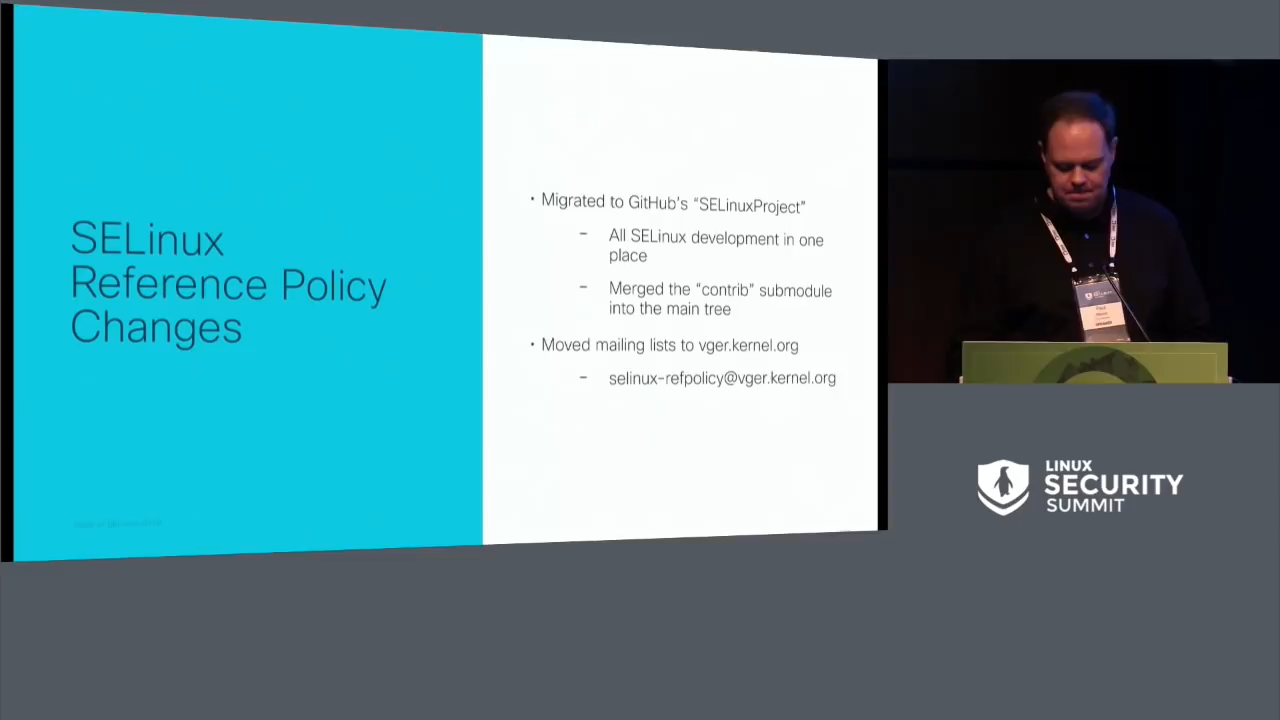 SELinux
Reference Policy
Changes
• Migrated to GitHub's “SELinuxProject”
– All SELinux development in one
place
– Merged the “contrib” submodule
into the main tree
• Moved mailing lists to vger.kernel.org
– selinux-refpolicy@vger.kernel.org
LINUX
SECURITY
SUMMIT